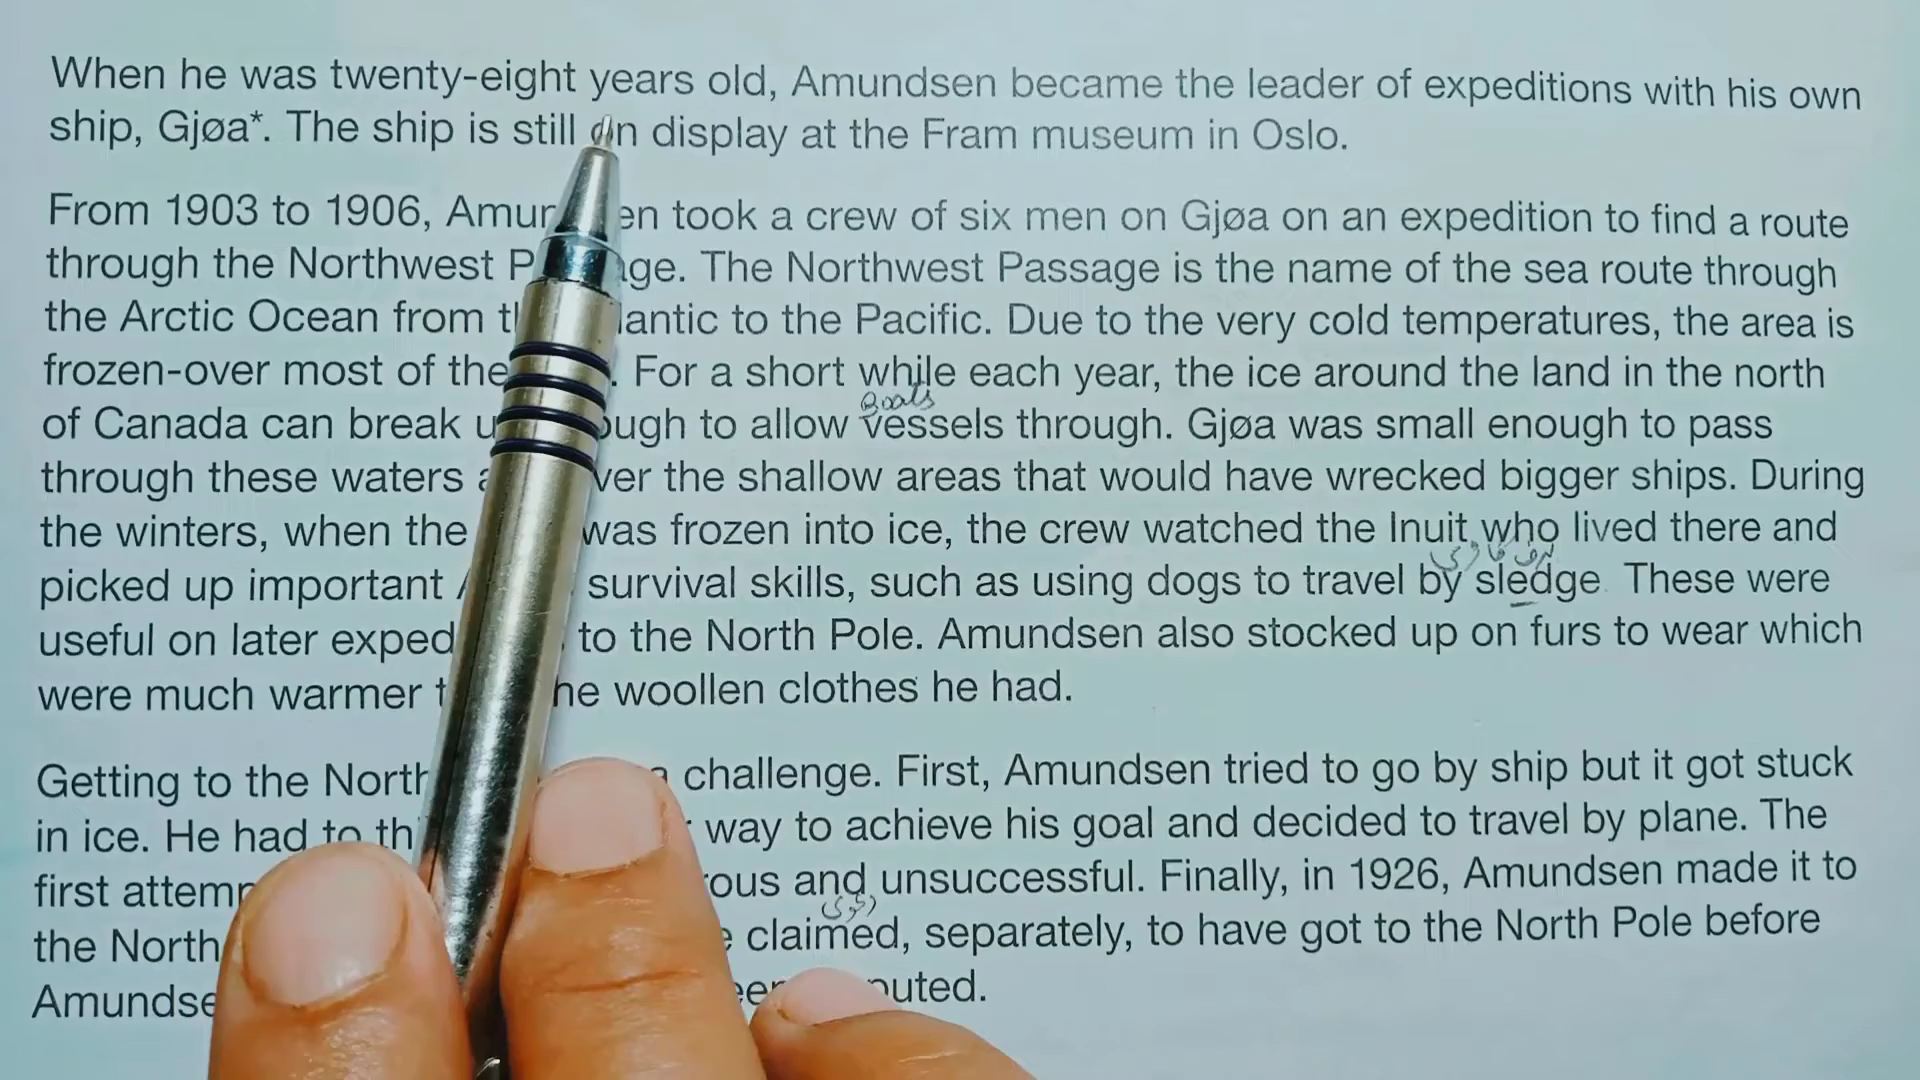 When he was twenty-eight years old, Amundsen became the leader of expeditions with his own
ship, Gjøa*. The ship is still on display at the Fram museum in Oslo.
From 1903 to 1906, Amun en took a crew of six men on Gjøa on an expedition to find a route
through the Northwest P age. The Northwest Passage is the name of the sea route through
the Arctic Ocean from t lantic to the Pacific. Due to the very cold temperatures, the area is
frozen-over most of the . For a short while each year, the ice around the land in the north
Boats
of Canada can break u ough to allow vessels through. Gjøa was small enough to pass
through these waters a ver the shallow areas that would have wrecked bigger ships. During
the winters, when the was frozen into ice, the crew watched the Inuit who lived there and
picked up important survival skills, such as using dogs to travel by sledge. These were
useful on later exped to the North Pole. Amundsen also stocked up on furs to wear which
were much warmer t he woollen clothes he had.
Getting to the North a challenge. First, Amundsen tried to go by ship but it got stuck
in ice. He had to th way to achieve his goal and decided to travel by plane. The
first attemp rous and unsuccessful. Finally, in 1926, Amundsen made it to
the North claimed, separately, to have got to the North Pole before
Amundse een puted.